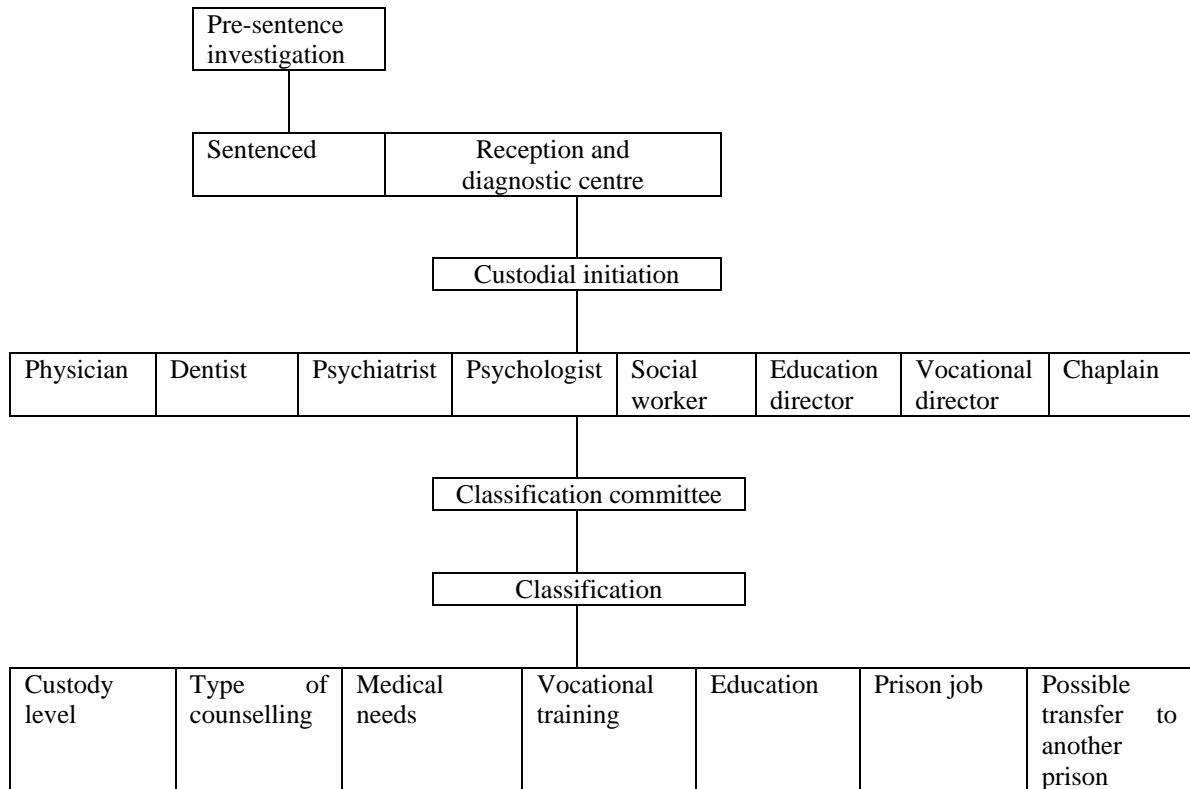 Pre-sentence
investigation
Sentenced
Reception and
diagnostic centre
Custodial initiation
Physician
Dentist
Psychiatrist
Psychologist
Social
worker
Education
director
Vocational
director
Chaplain
Classification committee
Classification
Custody
level
Type of
counselling
Medical
needs
Vocational
training
Education
Prison job
Possible
transfer to
another
prison